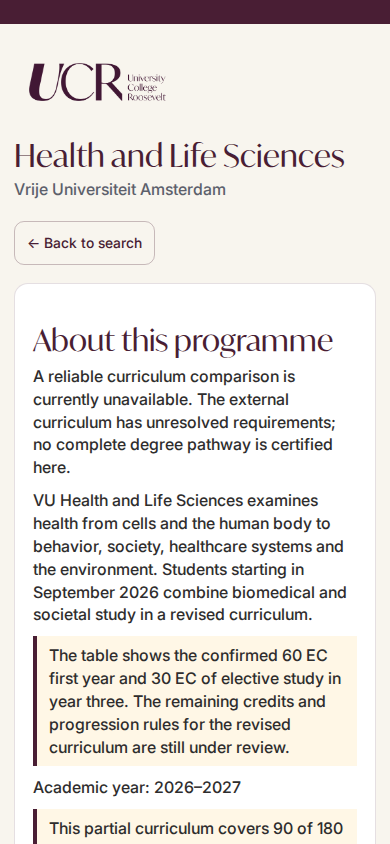 UCR University
College
Roosevelt
Health and Life Sciences
Vrije Universiteit Amsterdam
← Back to search
About this programme
A reliable curriculum comparison is
currently unavailable. The external
curriculum has unresolved requirements;
no complete degree pathway is certified
here.
VU Health and Life Sciences examines
health from cells and the human body to
behavior, society, healthcare systems and
the environment. Students starting in
September 2026 combine biomedical and
societal study in a revised curriculum.
The table shows the confirmed 60 EC
first year and 30 EC of elective study in
year three. The remaining credits and
progression rules for the revised
curriculum are still under review.
Academic year: 2026–2027
This partial curriculum covers 90 of 180